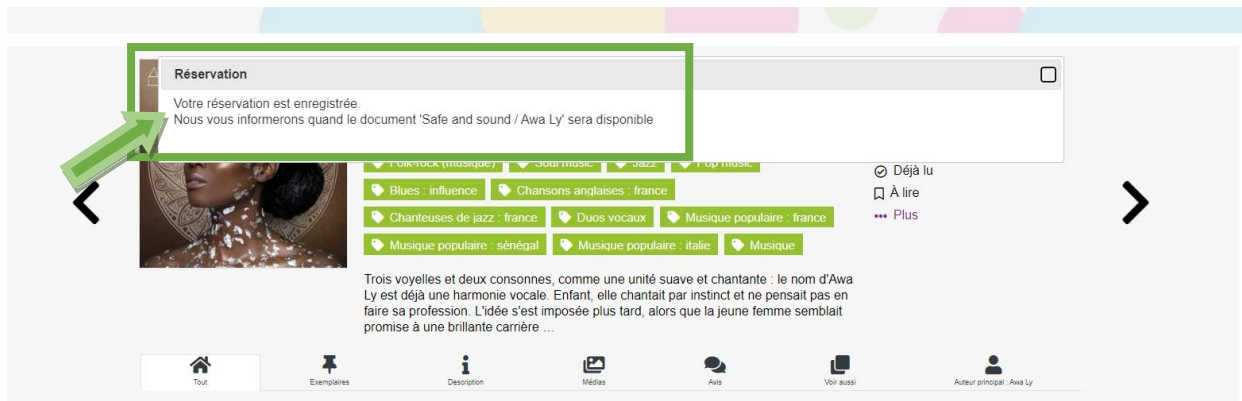 Réservation
Votre réservation est enregistrée.
Nous vous informerons quand le document 'Safe and sound / Awa Ly' sera disponible
Folk-rock (musique) Soul music Jazz Pop music
Déjà lu
Blues : influence Chansons anglaises : france
À lire
Chanteuses de jazz : france Duos vocaux Musique populaire : france
Plus
Musique populaire : sénégal Musique populaire : italie Musique
Trois voyelles et deux consonnes, comme une unité suave et chantante : le nom d'Awa
Ly est déjà une harmonie vocale. Enfant, elle chantait par instinct et ne pensait pas en
faire sa profession. L'idée s'est imposée plus tard, alors que la jeune femme semblait
promise à une brillante carrière …
Tout Exemplaires Description Médias Avis Voir aussi Auteur principal : Awa Ly